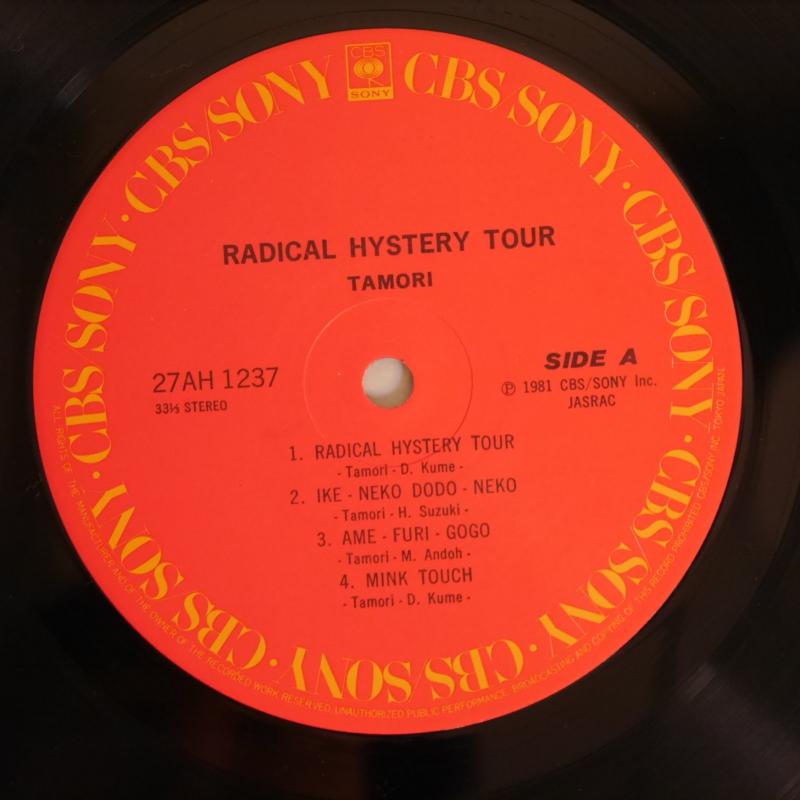 CBS
SONY
CBS SONY · CBS/SONY · CBS/SONY · CBS/SONY · CBS/SONY · CBS/SONY · CBS/SONY · CBS/SONY
RADICAL HYSTERY TOUR
TAMORI
27AH 1237
33⅓ STEREO
SIDE A
Ⓟ 1981 CBS/SONY Inc.
JASRAC
1. RADICAL HYSTERY TOUR
- Tamori - D. Kume -
2. IKE - NEKO DODO - NEKO
- Tamori - H. Suzuki -
3. AME - FURI - GOGO
- Tamori - M. Andoh -
4. MINK TOUCH
- Tamori - D. Kume -
ALL RIGHTS OF THE MANUFACTURER AND OF THE OWNER OF THE RECORDED WORK RESERVED. UNAUTHORIZED PUBLIC PERFORMANCE, BROADCASTING AND COPYING OF THIS RECORD PROHIBITED CBS/SONY INC. TOKYO JAPAN